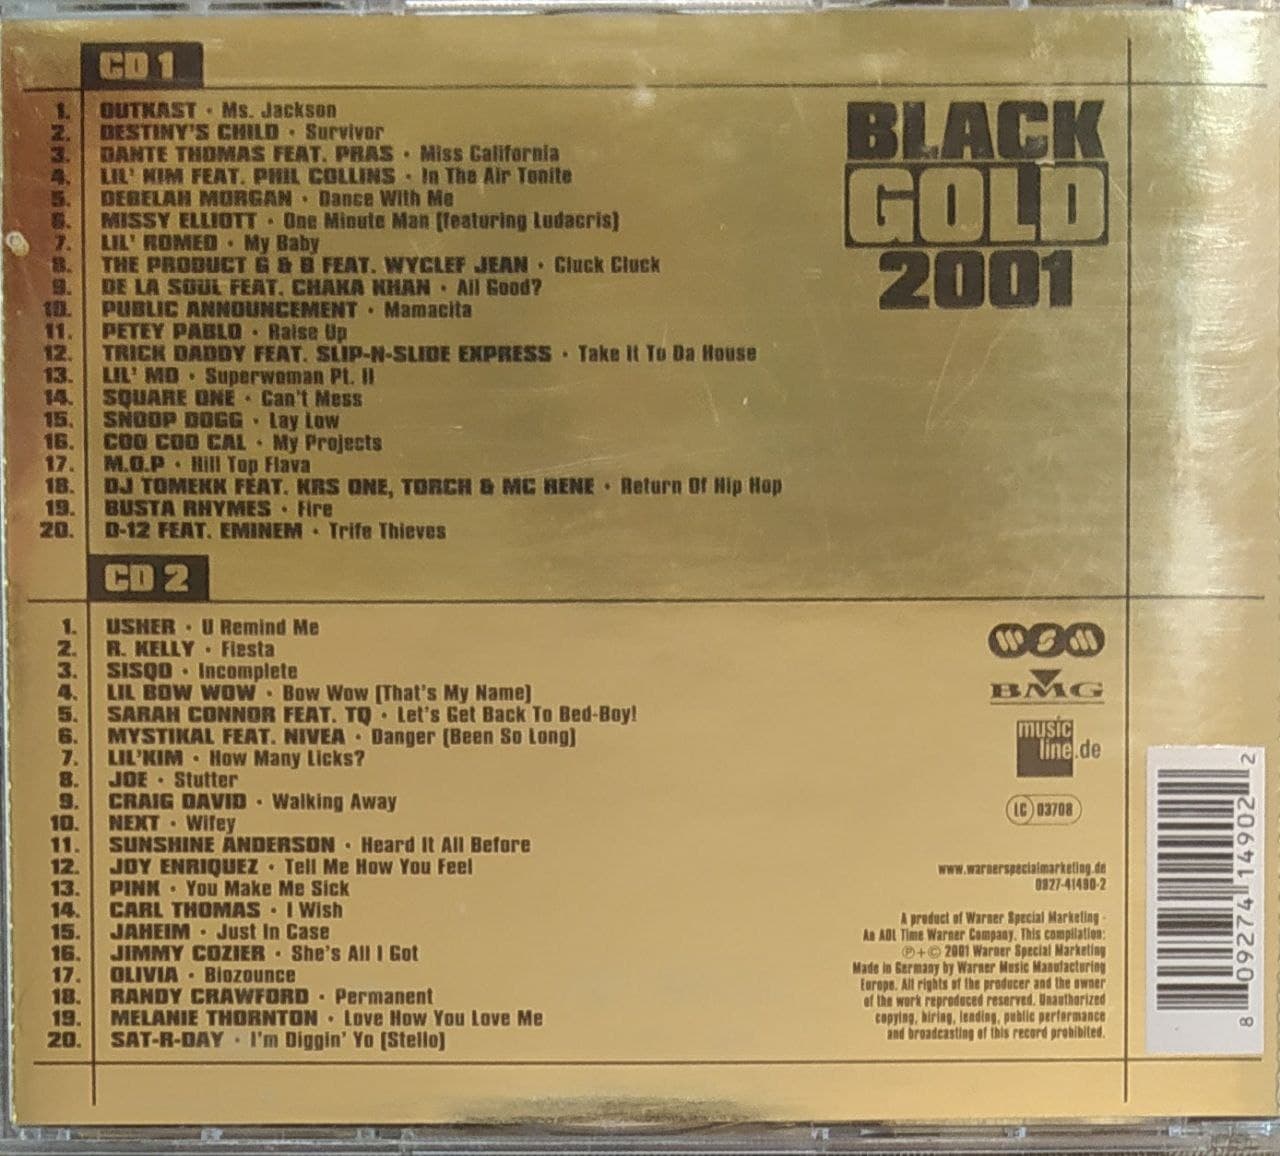 CD 1
1. OUTKAST · Ms. Jackson
2. DESTINY'S CHILD · Survivor
3. DANTE THOMAS FEAT. PRAS · Miss California
4. LIL' KIM FEAT. PHIL COLLINS · In The Air Tonite
5. DEBELAH MORGAN · Dance With Me
6. MISSY ELLIOTT · One Minute Man (featuring Ludacris)
7. LIL' ROMEO · My Baby
8. THE PRODUCT G & B FEAT. WYCLEF JEAN · Cluck Cluck
9. DE LA SOUL FEAT. CHAKA KHAN · All Good?
10. PUBLIC ANNOUNCEMENT · Mamacita
11. PETEY PABLO · Raise Up
12. TRICK DADDY FEAT. SLIP-N-SLIDE EXPRESS · Take It To Da House
13. LIL' MO · Superwoman Pt. II
14. SQUARE ONE · Can't Mess
15. SNOOP DOGG · Lay Low
16. COO COO CAL · My Projects
17. M.O.P · Hill Top Flava
18. DJ TOMEKK FEAT. KRS ONE, TORCH & MC RENE · Return Of Hip Hop
19. BUSTA RHYMES · Fire
20. D-12 FEAT. EMINEM · Trife Thieves
BLACK
GOLD
2001
CD 2
1. USHER · U Remind Me
2. R. KELLY · Fiesta
3. SISQO · Incomplete
4. LIL BOW WOW · Bow Wow (That's My Name)
5. SARAH CONNOR FEAT. TQ · Let's Get Back To Bed-Boy!
6. MYSTIKAL FEAT. NIVEA · Danger (Been So Long)
7. LIL'KIM · How Many Licks?
8. JOE · Stutter
9. CRAIG DAVID · Walking Away
10. NEXT · Wifey
11. SUNSHINE ANDERSON · Heard It All Before
12. JOY ENRIQUEZ · Tell Me How You Feel
13. PINK · You Make Me Sick
14. CARL THOMAS · I Wish
15. JAHEIM · Just In Case
16. JIMMY COZIER · She's All I Got
17. OLIVIA · Biozounce
18. RANDY CRAWFORD · Permanent
19. MELANIE THORNTON · Love How You Love Me
20. SAT-R-DAY · I'm Diggin' Yo (Stello)
WSM
BMG
music
line.de
LC 03708
www.warnerspecialmarketing.de
0927-41490-2
A product of Warner Special Marketing -
An AOL Time Warner Company. This compilation:
℗+© 2001 Warner Special Marketing
Made in Germany by Warner Music Manufacturing
Europe. All rights of the producer and the owner
of the work reproduced reserved. Unauthorized
copying, hiring, lending, public performance
and broadcasting of this record prohibited.
8 09274 14902 2